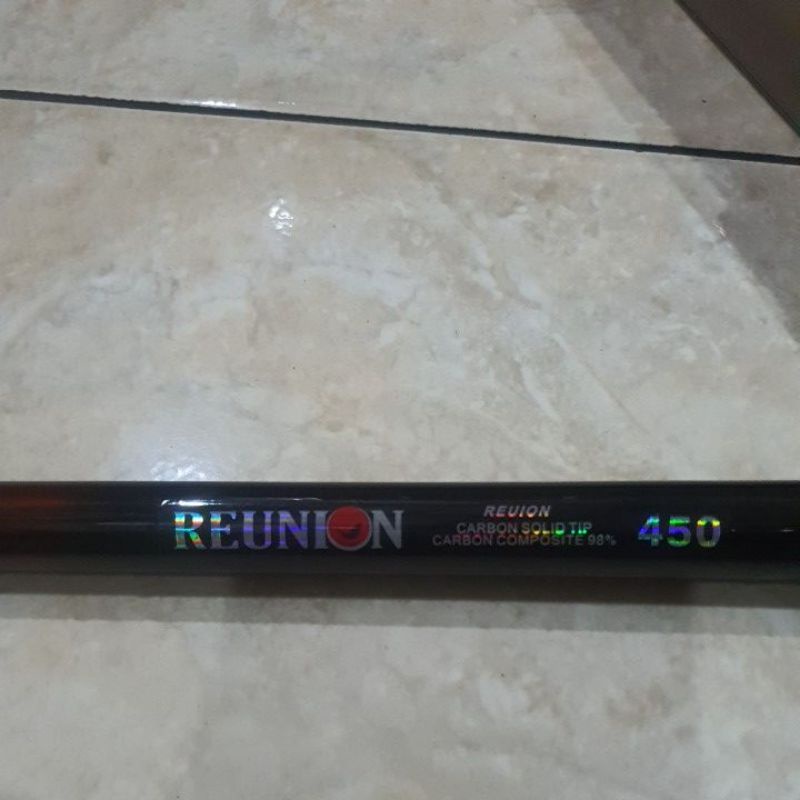 REUNION
REUION
CARBON SOLID TIP
CARBON COMPOSITE 98%
450